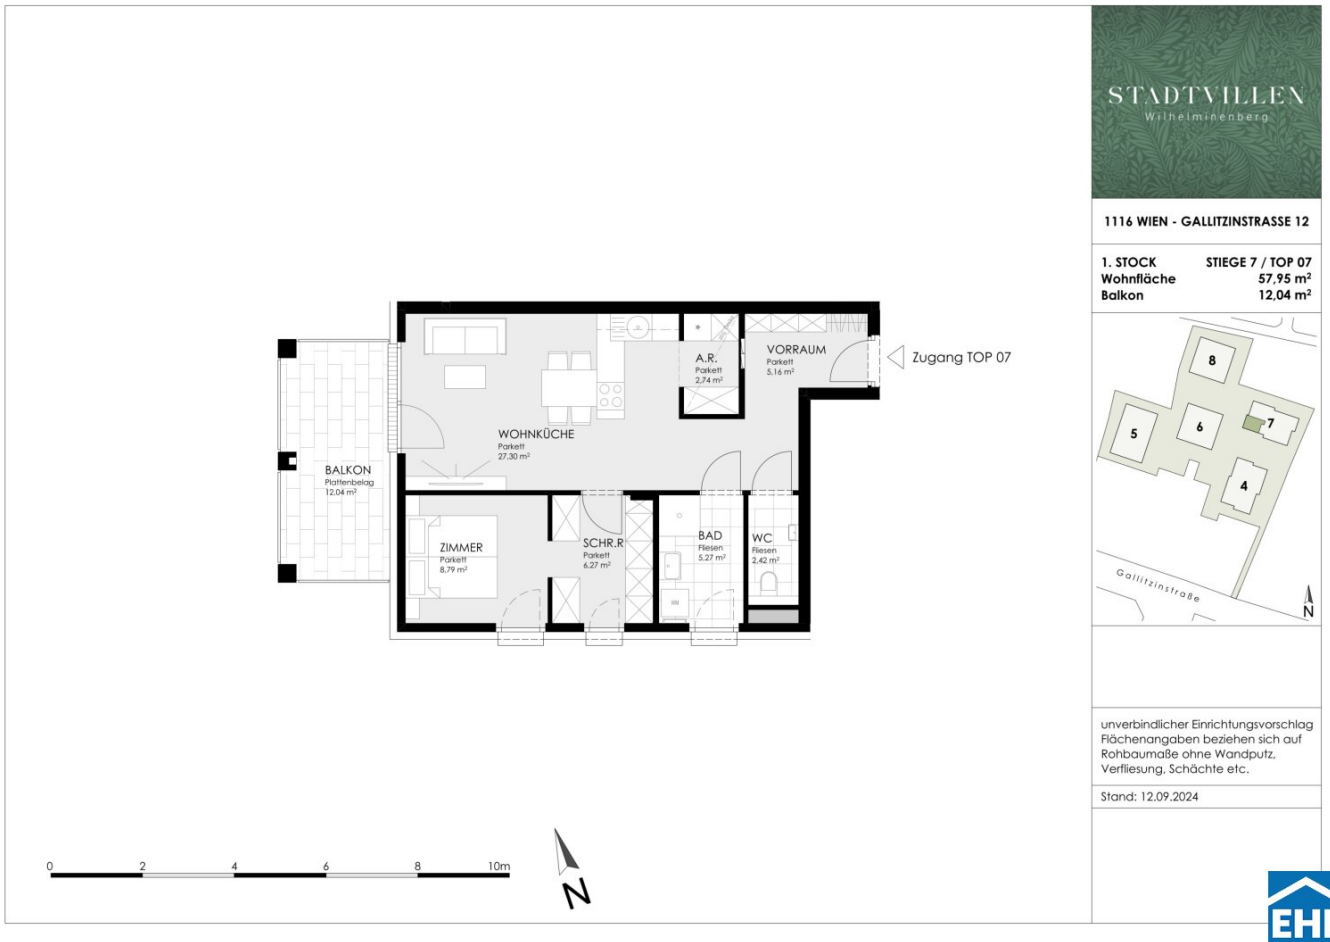 STADTVILLEN
Wilhelminenberg
1116 WIEN - GALLITZINSTRASSE 12
1. STOCK STIEGE 7 / TOP 07
Wohnfläche 57,95 m²
Balkon 12,04 m²
8
5
6
7
4
Gallitzinstraße
N
unverbindlicher Einrichtungsvorschlag
Flächenangaben beziehen sich auf
Rohbaumaße ohne Wandputz,
Verfliesung, Schächte etc.
Stand: 12.09.2024
A.R.
Parkett
2,74 m²
VORRAUM
Parkett
5,16 m²
Zugang TOP 07
WOHNKÜCHE
Parkett
27,30 m²
BALKON
Plattenbelag
12,04 m²
ZIMMER
Parkett
8,79 m²
SCHR.R
Parkett
6,27 m²
BAD
Fliesen
5,27 m²
WC
Fliesen
2,42 m²
0 2 4 6 8 10m
N
EHL